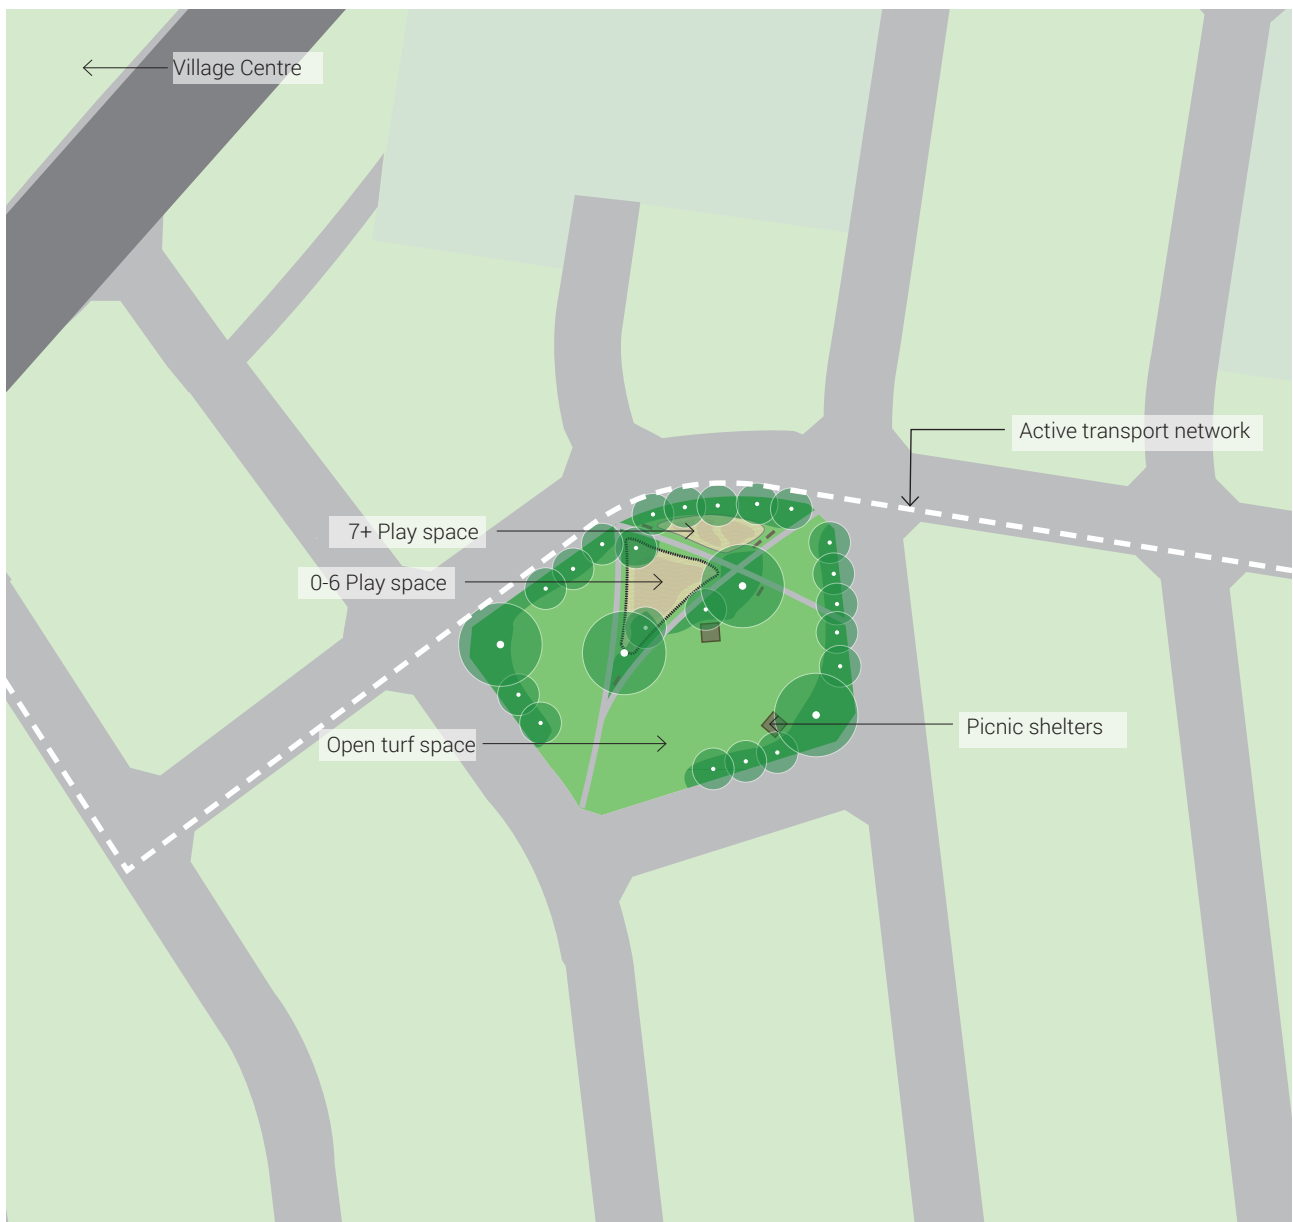 Village Centre
Active transport network
7+ Play space
0-6 Play space
Picnic shelters
Open turf space